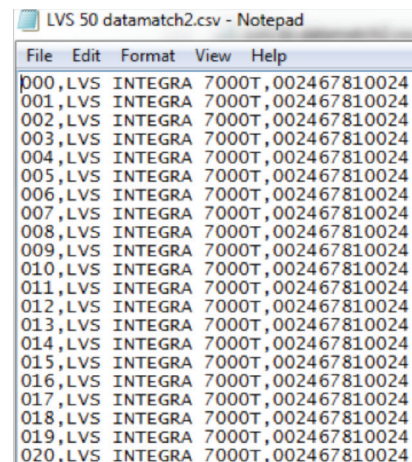 LVS 50 datamatch2.csv - Notepad
File Edit Format View Help
000,LVS INTEGRA 7000T,002467810024
001,LVS INTEGRA 7000T,002467810024
002,LVS INTEGRA 7000T,002467810024
003,LVS INTEGRA 7000T,002467810024
004,LVS INTEGRA 7000T,002467810024
005,LVS INTEGRA 7000T,002467810024
006,LVS INTEGRA 7000T,002467810024
007,LVS INTEGRA 7000T,002467810024
008,LVS INTEGRA 7000T,002467810024
009,LVS INTEGRA 7000T,002467810024
010,LVS INTEGRA 7000T,002467810024
011,LVS INTEGRA 7000T,002467810024
012,LVS INTEGRA 7000T,002467810024
013,LVS INTEGRA 7000T,002467810024
014,LVS INTEGRA 7000T,002467810024
015,LVS INTEGRA 7000T,002467810024
016,LVS INTEGRA 7000T,002467810024
017,LVS INTEGRA 7000T,002467810024
018,LVS INTEGRA 7000T,002467810024
019,LVS INTEGRA 7000T,002467810024
020,LVS INTEGRA 7000T,002467810024